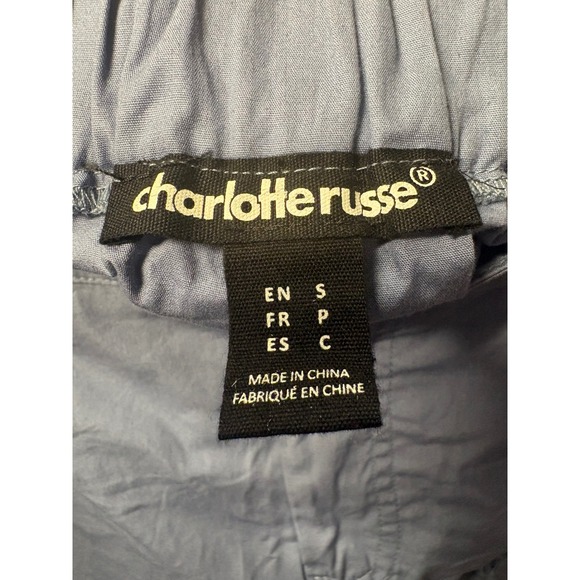 charlotte russe®
EN S
FR P
ES C
MADE IN CHINA
FABRIQUÉ EN CHINE